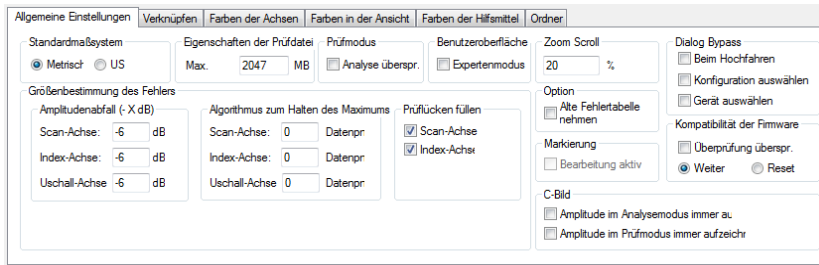 Allgemeine Einstellungen Verknüpfen Farben der Achsen Farben in der Ansicht Farben der Hilfsmittel Ordner
Standardmaßsystem
Metrisch US
Eigenschaften der Prüfdatei
Max. 2047 MB
Prüfmodus
Analyse überspr.
Benutzeroberfläche
Expertenmodus
Zoom Scroll
20 %
Dialog Bypass
Beim Hochfahren
Konfiguration auswählen
Gerät auswählen
Größenbestimmung des Fehlers
Amplitudenabfall (- X dB)
Scan-Achse: -6 dB
Index-Achse: -6 dB
Uschall-Achse -6 dB
Algorithmus zum Halten des Maximums
Scan-Achse: 0 Datenpr
Index-Achse: 0 Datenpr
Uschall-Achse 0 Datenpr
Prüflücken füllen
Scan-Achse
Index-Achse
Option
Alte Fehlertabelle
nehmen
Markierung
Bearbeitung aktiv
Kompatibilität der Firmware
Überprüfung überspr.
Weiter Reset
C-Bild
Amplitude im Analysemodus immer au
Amplitude im Prüfmodus immer aufzeichr